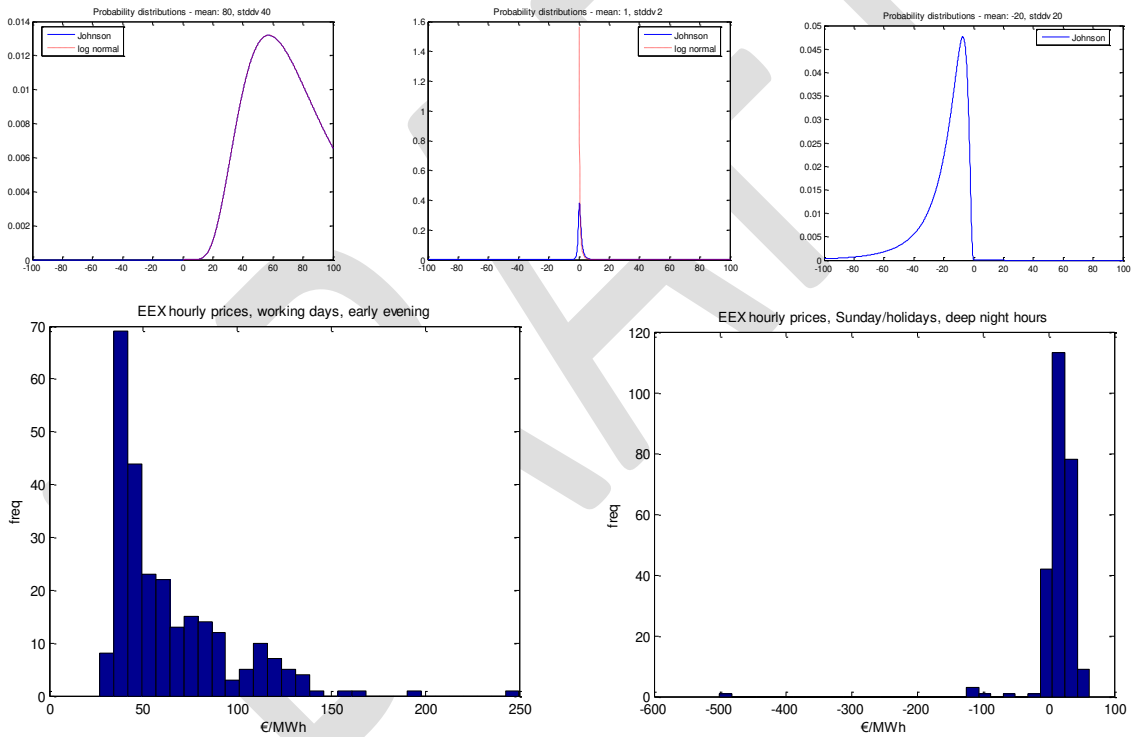 Probability distributions - mean: 80, stddv 40
0.014
0.012
0.01
0.008
0.006
0.004
0.002
0
-100 -80 -60 -40 -20 0 20 40 60 80 100
Johnson
log normal
Probability distributions - mean: 1, stddv 2
1.6
1.4
1.2
1
0.8
0.6
0.4
0.2
0
-100 -80 -60 -40 -20 0 20 40 60 80 100
Johnson
log normal
Probability distributions - mean: -20, stddv 20
0.05
0.045
0.04
0.035
0.03
0.025
0.02
0.015
0.01
0.005
0
-100 -80 -60 -40 -20 0 20 40 60 80 100
Johnson
EEX hourly prices, working days, early evening
70
60
50
40
30
20
10
0
freq
0 50 100 150 200 250
€/MWh
EEX hourly prices, Sunday/holidays, deep night hours
120
100
80
60
40
20
0
freq
-600 -500 -400 -300 -200 -100 0 100
€/MWh